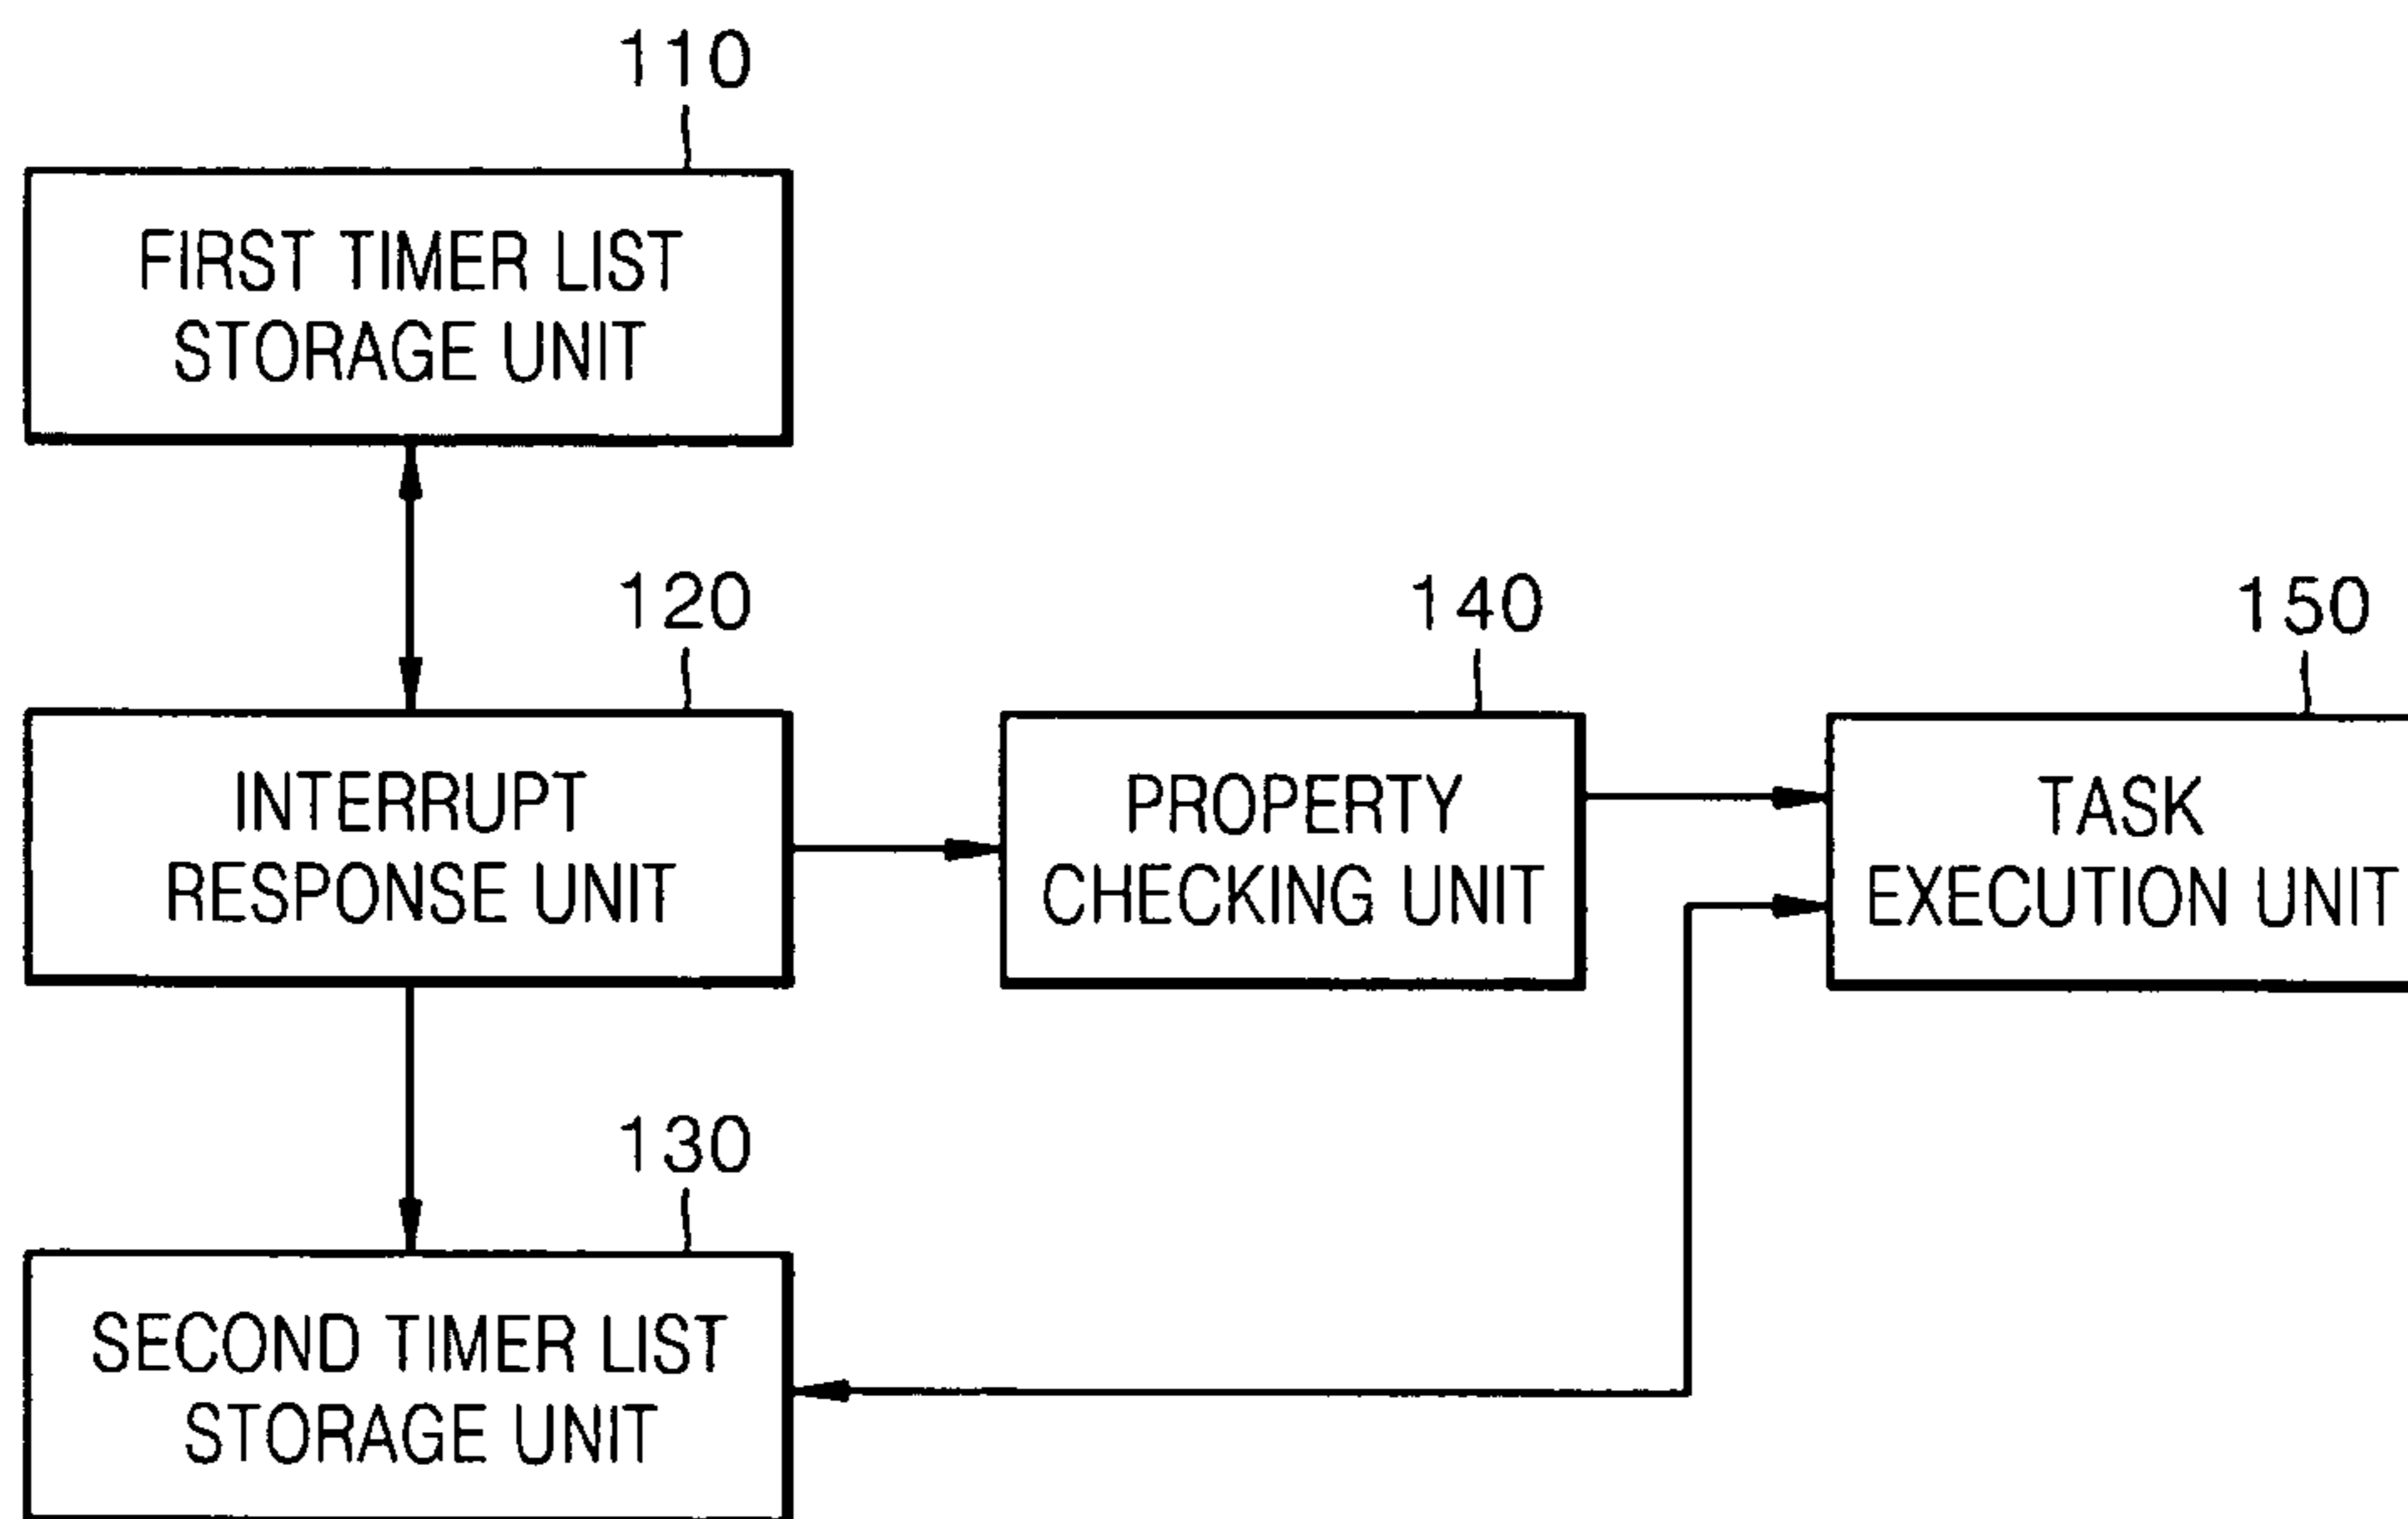 110
FIRST TIMER LIST
STORAGE UNIT
120
INTERRUPT
RESPONSE UNIT
140
PROPERTY
CHECKING UNIT
150
TASK
EXECUTION UNIT
130
SECOND TIMER LIST
STORAGE UNIT